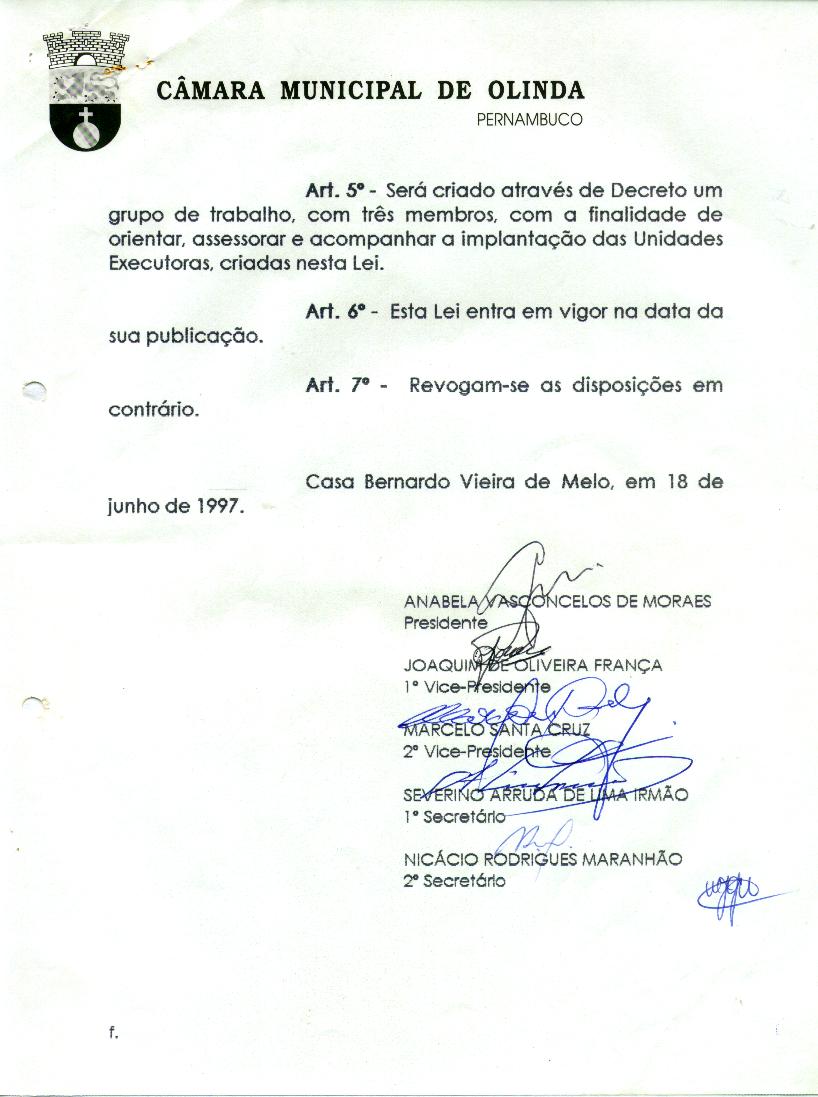 CÂMARA MUNICIPAL DE OLINDA
PERNAMBUCO
Art. 5º - Será criado através de Decreto um
grupo de trabalho, com três membros, com a finalidade de
orientar, assessorar e acompanhar a implantação das Unidades
Executoras, criadas nesta Lei.
Art. 6º - Esta Lei entra em vigor na data da
sua publicação.
Art. 7º - Revogam-se as disposições em
contrário.
Casa Bernardo Vieira de Melo, em 18 de
junho de 1997.
ANABELA VASCONCELOS DE MORAES
Presidente
JOAQUIM DE OLIVEIRA FRANÇA
1º Vice-Presidente
MARCELO SANTA CRUZ
2º Vice-Presidente
SEVERINO ARRUDA DE LIMA IRMÃO
1º Secretário
NICÁCIO RODRIGUES MARANHÃO
2º Secretário
f.